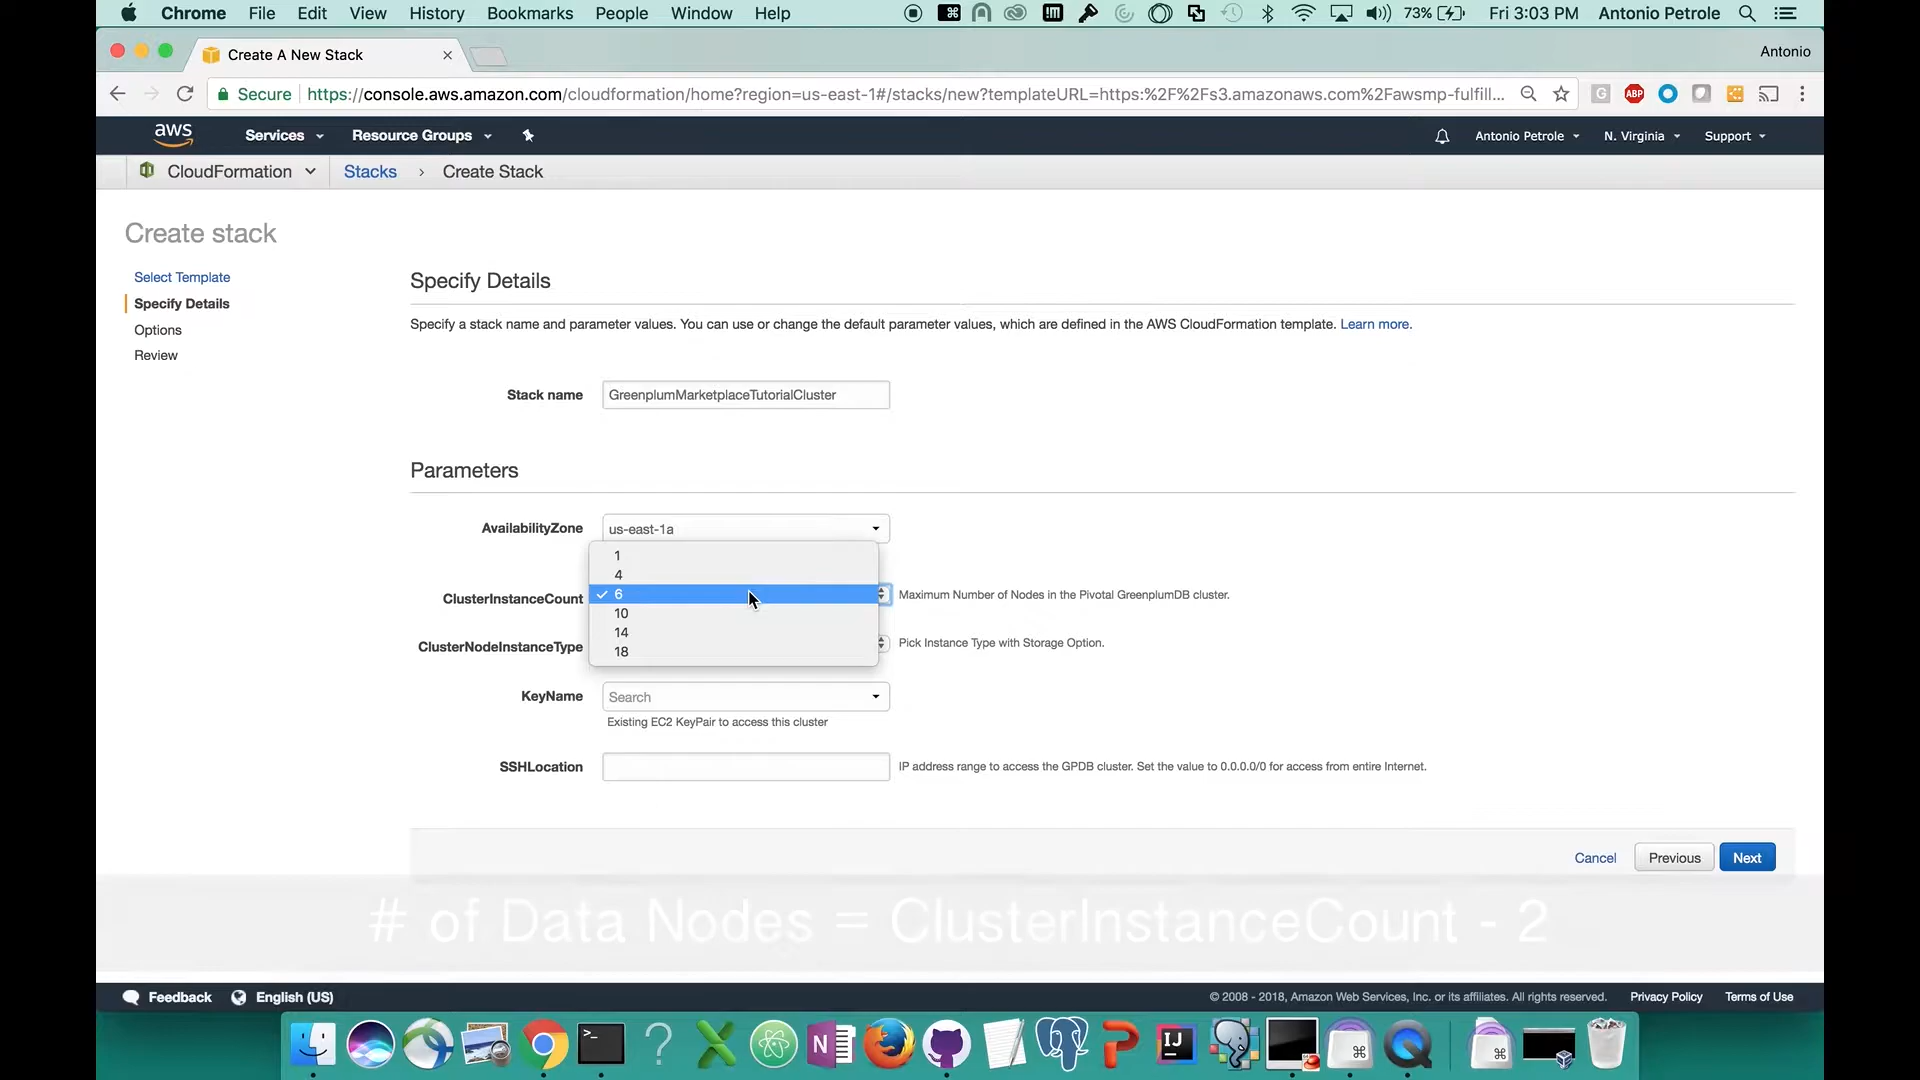 Chrome File Edit View History Bookmarks People Window Help 73% Fri 3:03 PM Antonio Petrole
Create A New Stack Antonio
Secure https://console.aws.amazon.com/cloudformation/home?region=us-east-1#/stacks/new?templateURL=https:%2F%2Fs3.amazonaws.com%2Fawsmp-fulfill... G ABP
aws Services Resource Groups Antonio Petrole N. Virginia Support
CloudFormation Stacks › Create Stack
Create stack
Select Template
Specify Details
Options
Review
Specify Details
Specify a stack name and parameter values. You can use or change the default parameter values, which are defined in the AWS CloudFormation template. Learn more.
Stack name GreenplumMarketplaceTutorialCluster
Parameters
AvailabilityZone us-east-1a
1
4
ClusterInstanceCount ✓ 6 Maximum Number of Nodes in the Pivotal GreenplumDB cluster.
10
14
ClusterNodeInstanceType Pick Instance Type with Storage Option.
18
KeyName Search
Existing EC2 KeyPair to access this cluster
SSHLocation IP address range to access the GPDB cluster. Set the value to 0.0.0.0/0 for access from entire Internet.
Cancel Previous Next
# of Data Nodes = ClusterInstanceCount - 2
Feedback English (US) © 2008 - 2018, Amazon Web Services, Inc. or its affiliates. All rights reserved. Privacy Policy Terms of Use
>_ ? N IJ